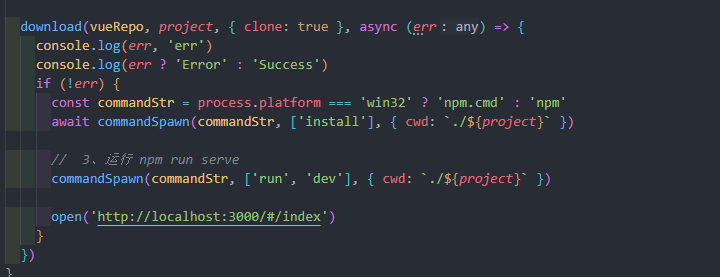 download(vueRepo, project, { clone: true }, async (err : any) => {
console.log(err, 'err')
console.log(err ? 'Error' : 'Success')
if (!err) {
const commandStr = process.platform === 'win32' ? 'npm.cmd' : 'npm'
await commandSpawn(commandStr, ['install'], { cwd: `./${project}` })
// 3、运行 npm run serve
commandSpawn(commandStr, ['run', 'dev'], { cwd: `./${project}` })
open('http://localhost:3000/#/index')
}
})
}